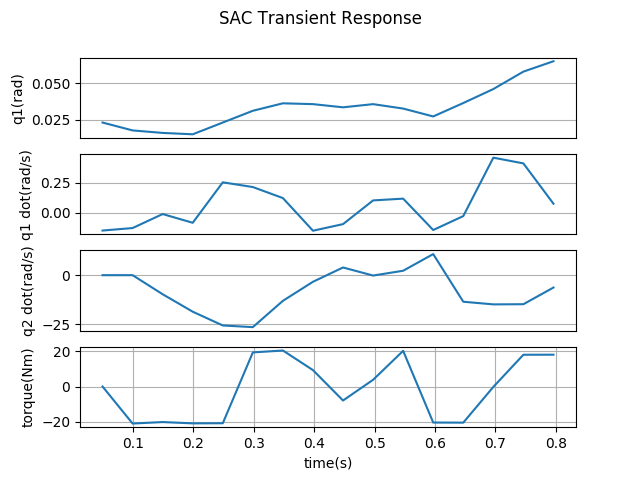 SAC Transient Response
q1(rad)
0.050
0.025
q1 dot(rad/s)
0.25
0.00
q2 dot(rad/s)
0
−25
torque(Nm)
20
0
−20
0.1 0.2 0.3 0.4 0.5 0.6 0.7 0.8
time(s)